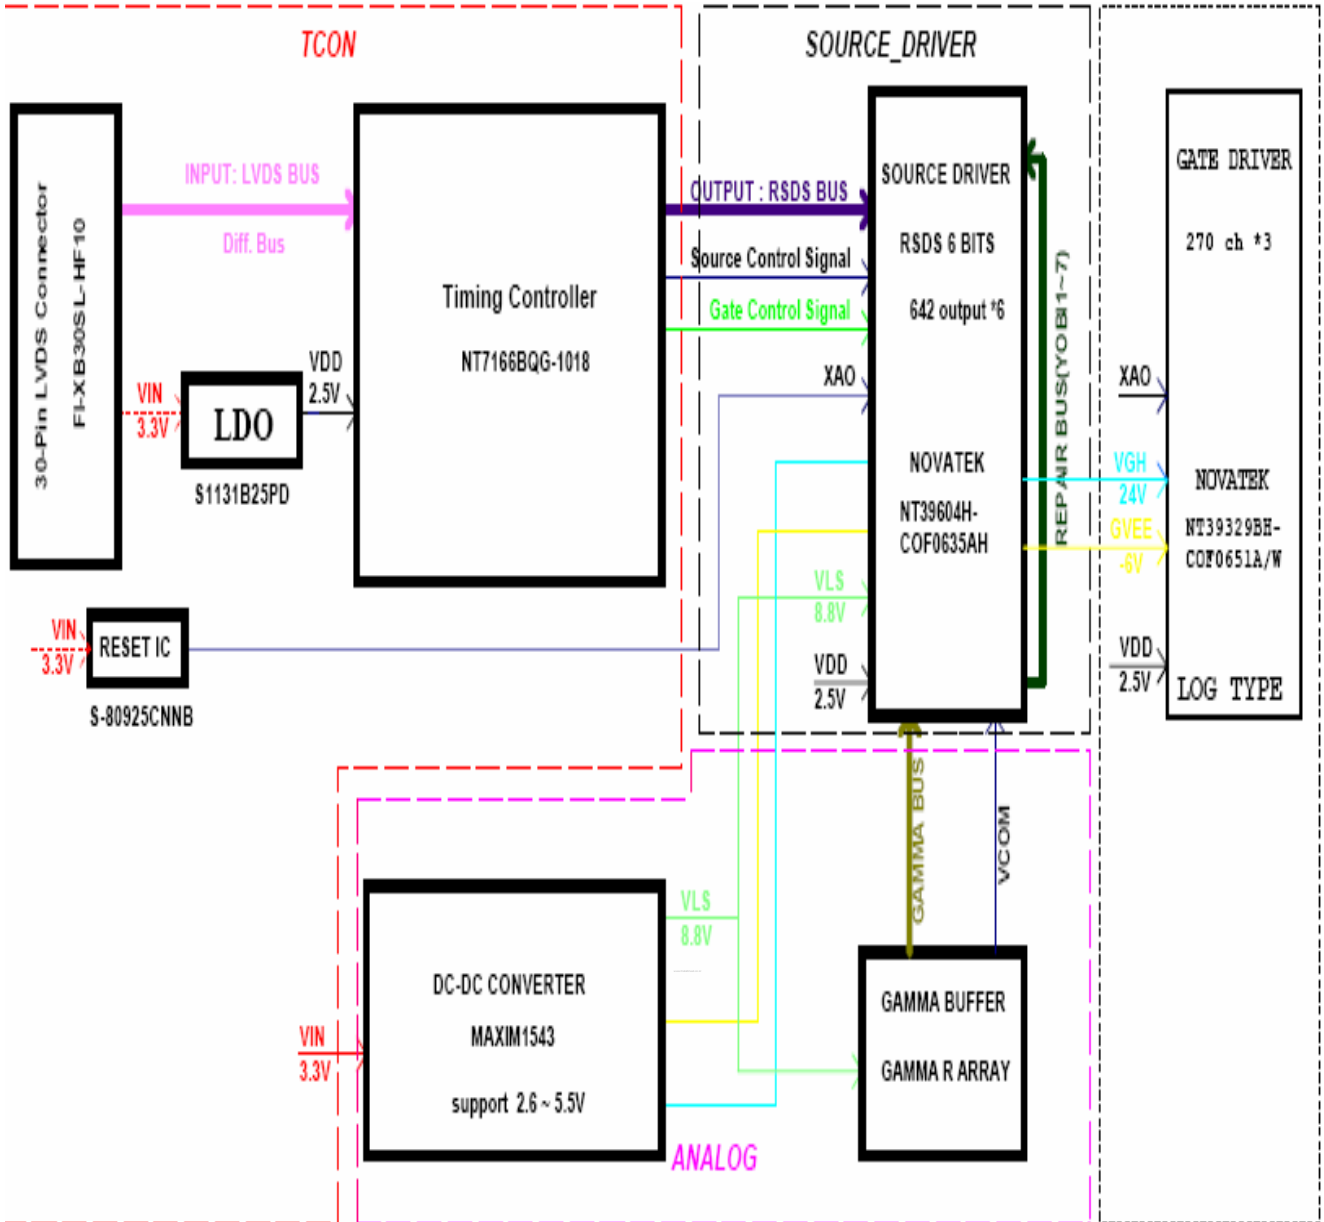 TCON
SOURCE_DRIVER
30-Pin LVDS Connector
FI-XB30SL-HF10
INPUT: LVDS BUS
Diff. Bus
Timing Controller
NT7166BQG-1018
VIN
3.3V
LDO
S1131B25PD
VDD
2.5V
OUTPUT : RSDS BUS
Source Control Signal
Gate Control Signal
XAO
SOURCE DRIVER
RSDS 6 BITS
642 output *6
NOVATEK
NT39604H-
COF0635AH
REPAIR BUS(YOBI1~7)
GATE DRIVER
270 ch *3
XAO
VGH
24V
GVEE
-6V
NOVATEK
NT39329BH-
COF0651A/W
VDD
2.5V
LOG TYPE
VIN
3.3V
RESET IC
S-80925CNNB
VLS
8.8V
VDD
2.5V
GAMMA BUS
VCOM
VLS
8.8V
DC-DC CONVERTER
MAXIM1543
support 2.6 ~ 5.5V
VIN
3.3V
GAMMA BUFFER
GAMMA R ARRAY
ANALOG